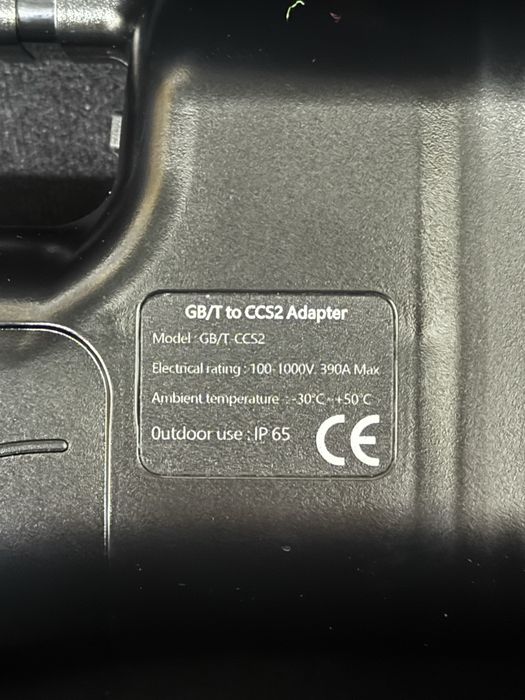 GB/T to CCS2 Adapter
Model : GB/T-CCS2
Electrical rating : 100-1000V, 390A Max
Ambient temperature : -30°C~+50°C
Outdoor use : IP 65
CE